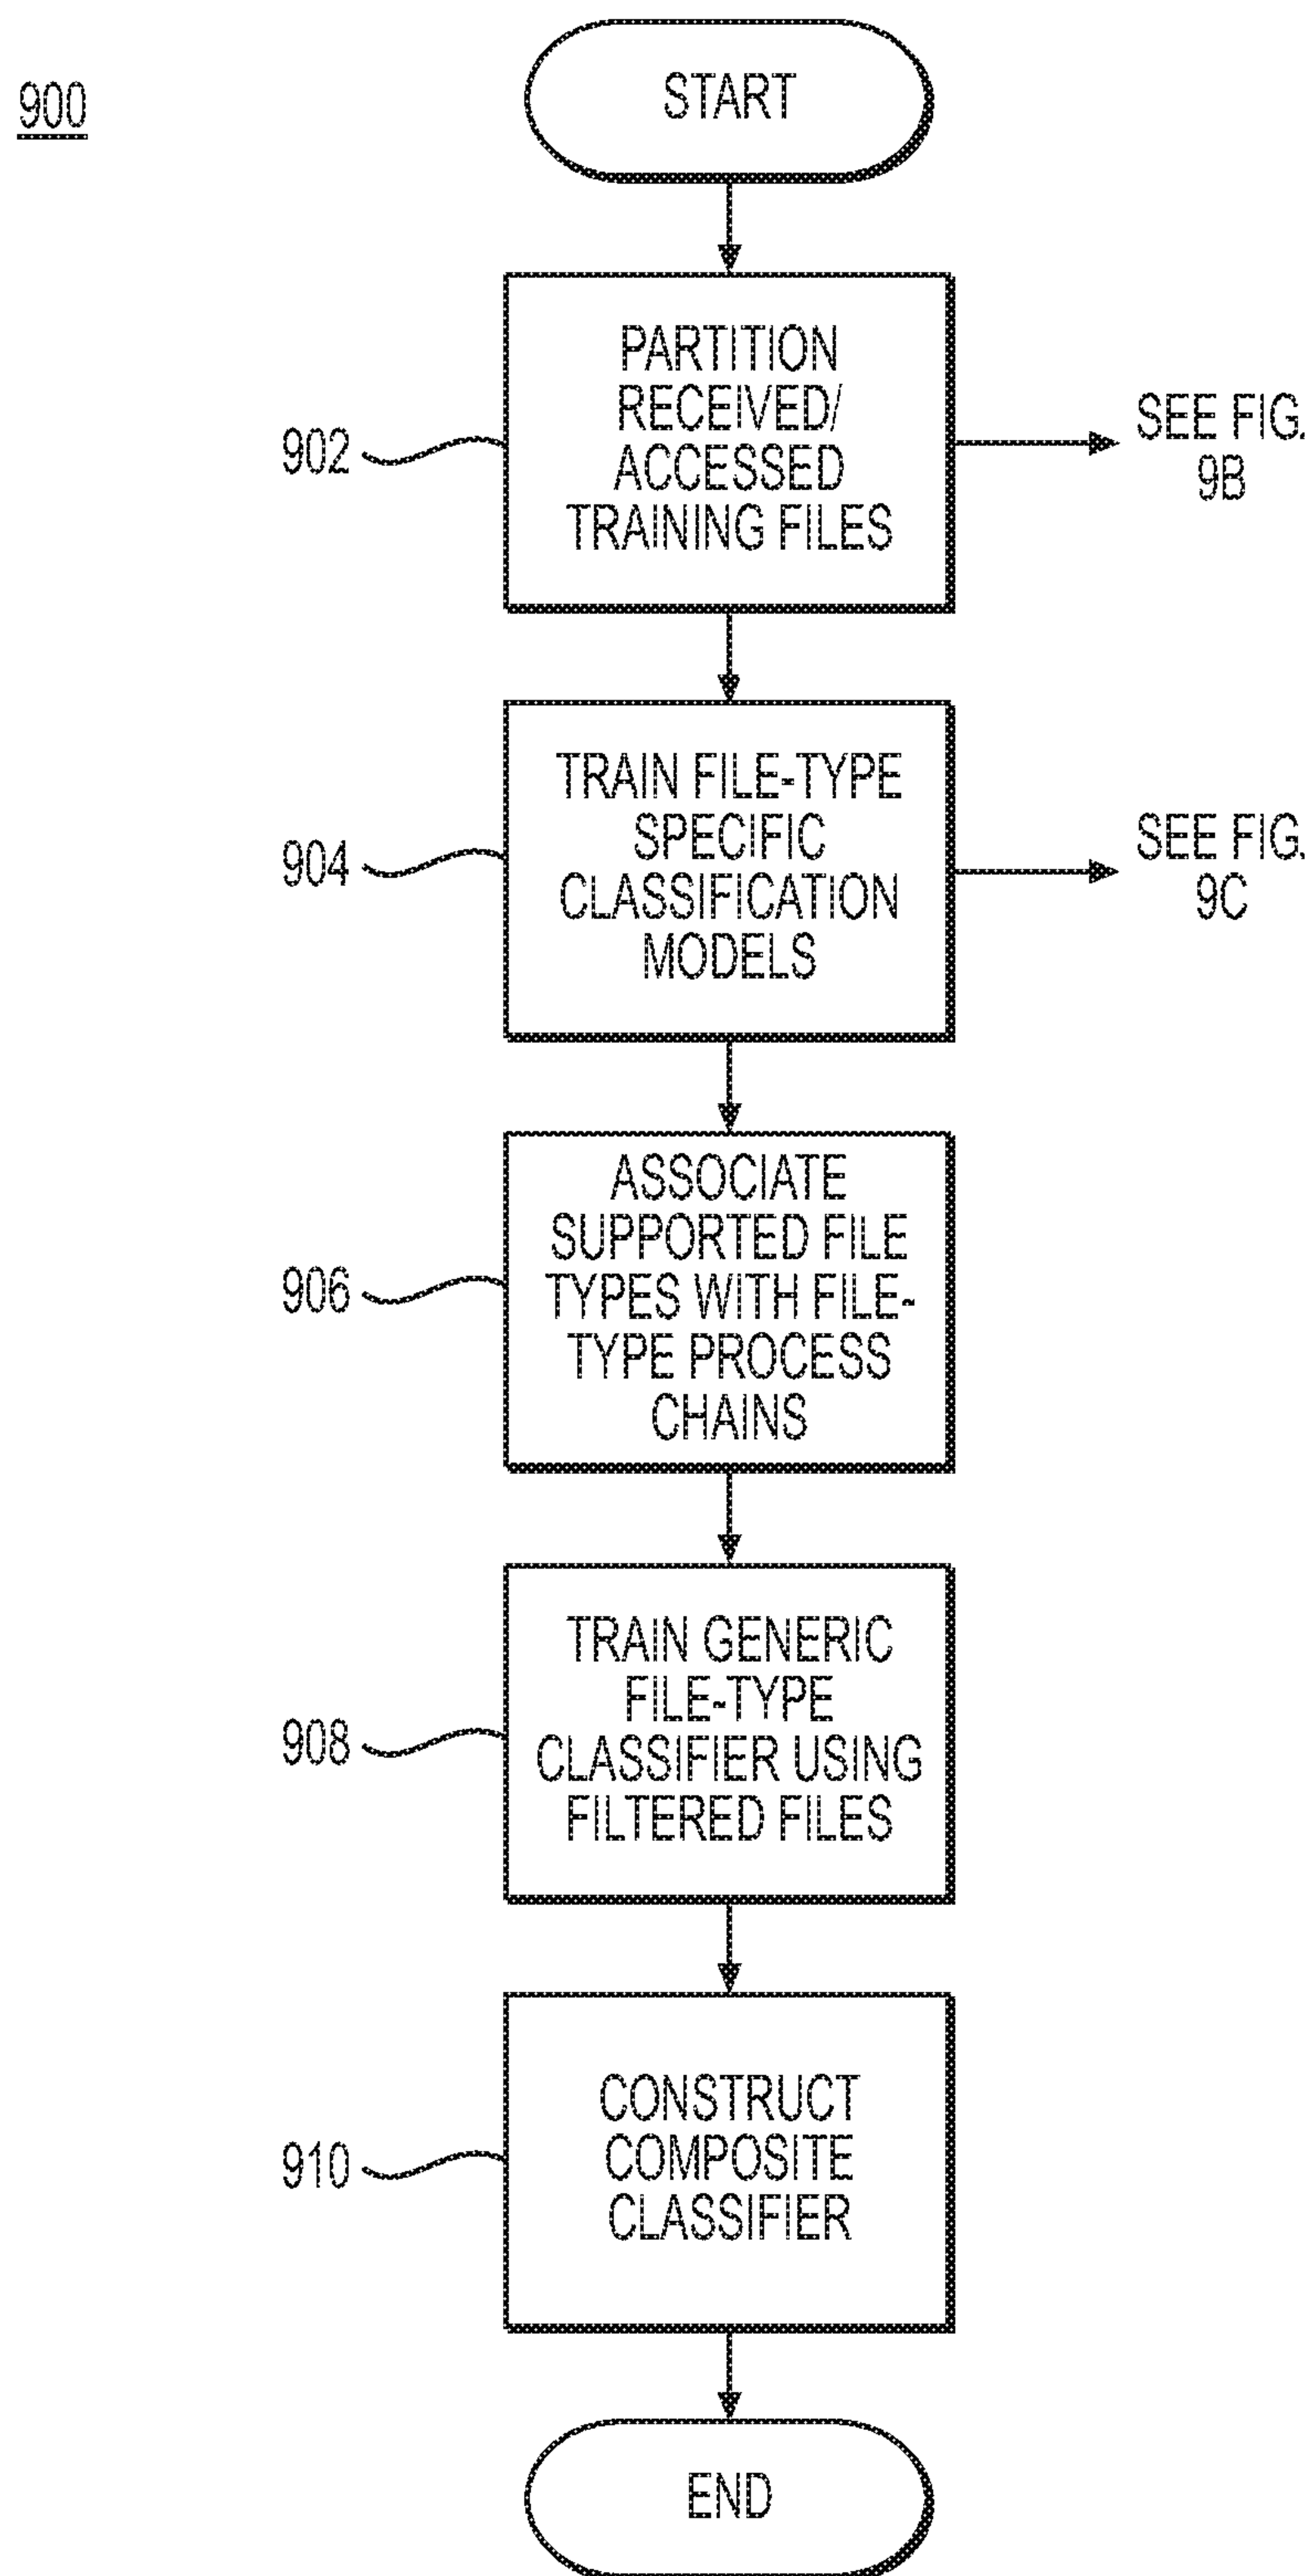 900
START
PARTITION
RECEIVED/
ACCESSED
TRAINING FILES
902
SEE FIG.
9B
TRAIN FILE-TYPE
SPECIFIC
CLASSIFICATION
MODELS
904
SEE FIG.
9C
ASSOCIATE
SUPPORTED FILE
TYPES WITH FILE-
TYPE PROCESS
CHAINS
906
TRAIN GENERIC
FILE-TYPE
CLASSIFIER USING
FILTERED FILES
908
CONSTRUCT
COMPOSITE
CLASSIFIER
910
END